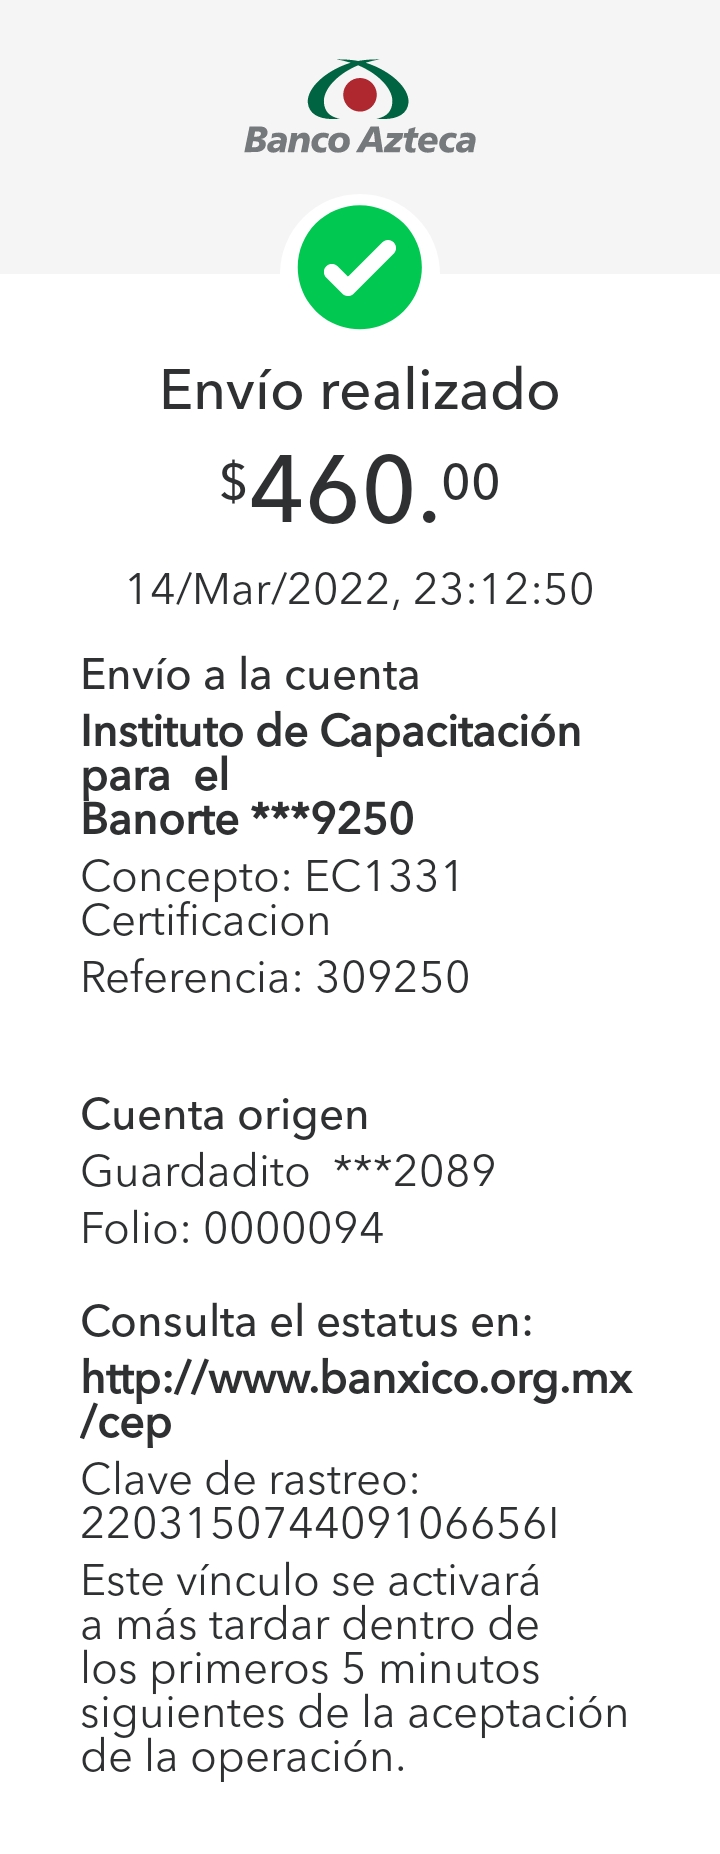 Banco Azteca
Envío realizado
$460.00
14/Mar/2022, 23:12:50
Envío a la cuenta
Instituto de Capacitación
para  el
Banorte ***9250
Concepto: EC1331
Certificacion
Referencia: 309250
Cuenta origen
Guardadito  ***2089
Folio: 0000094
Consulta el estatus en:
http://www.banxico.org.mx
/cep
Clave de rastreo:
220315074409106656I
Este vínculo se activará
a más tardar dentro de
los primeros 5 minutos
siguientes de la aceptación
de la operación.